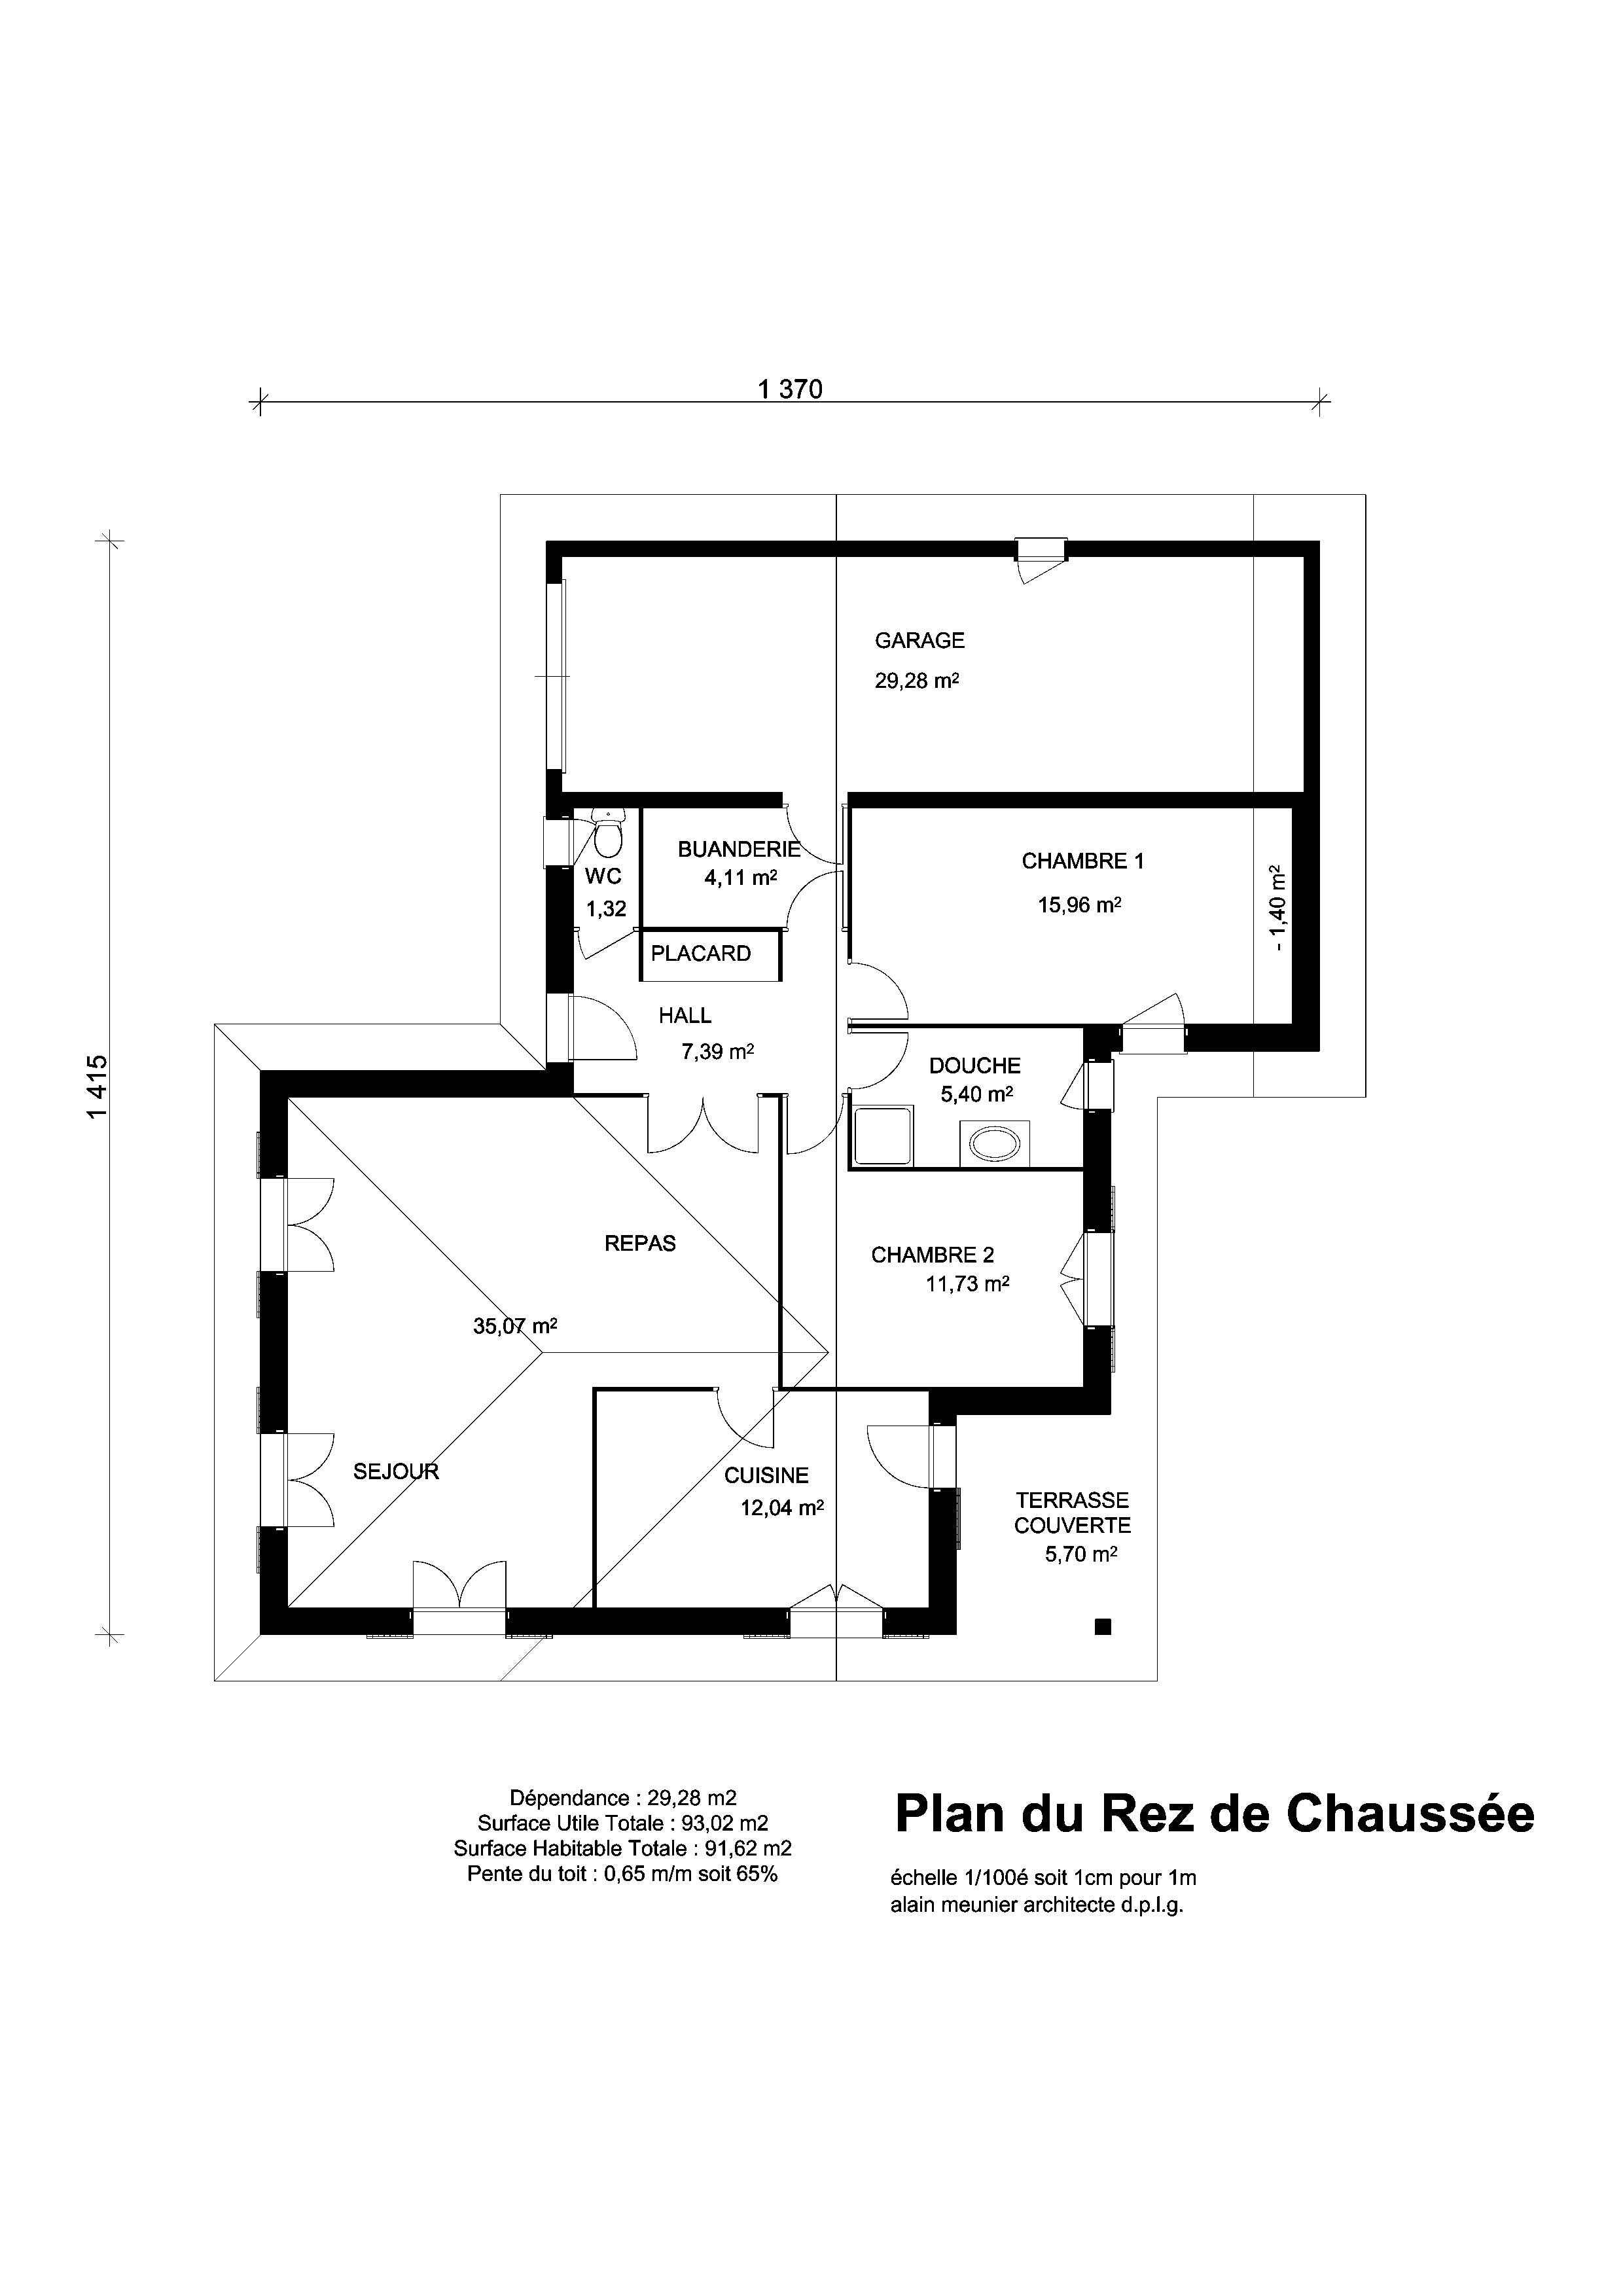 1 370
1 415
GARAGE
29,28 m²
BUANDERIE
4,11 m²
WC
1,32
PLACARD
CHAMBRE 1
15,96 m²
- 1,40 m²
HALL
7,39 m²
DOUCHE
5,40 m²
REPAS
35,07 m²
CHAMBRE 2
11,73 m²
SEJOUR
CUISINE
12,04 m²
TERRASSE
COUVERTE
5,70 m²
Dépendance : 29,28 m2
Surface Utile Totale : 93,02 m2
Surface Habitable Totale : 91,62 m2
Pente du toit : 0,65 m/m soit 65%
Plan du Rez de Chaussée
échelle 1/100é soit 1cm pour 1m
alain meunier architecte d.p.l.g.